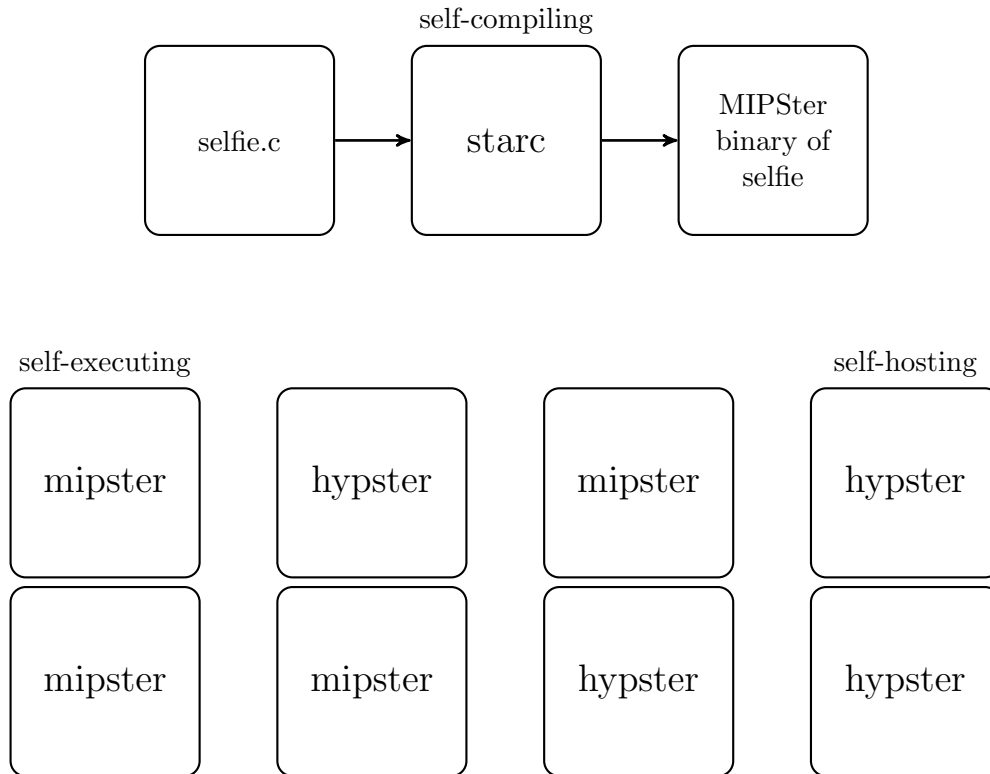 self-compiling
selfie.c
starc
MIPSter
binary of
selfie
self-executing
self-hosting
mipster
hypster
mipster
hypster
mipster
mipster
hypster
hypster